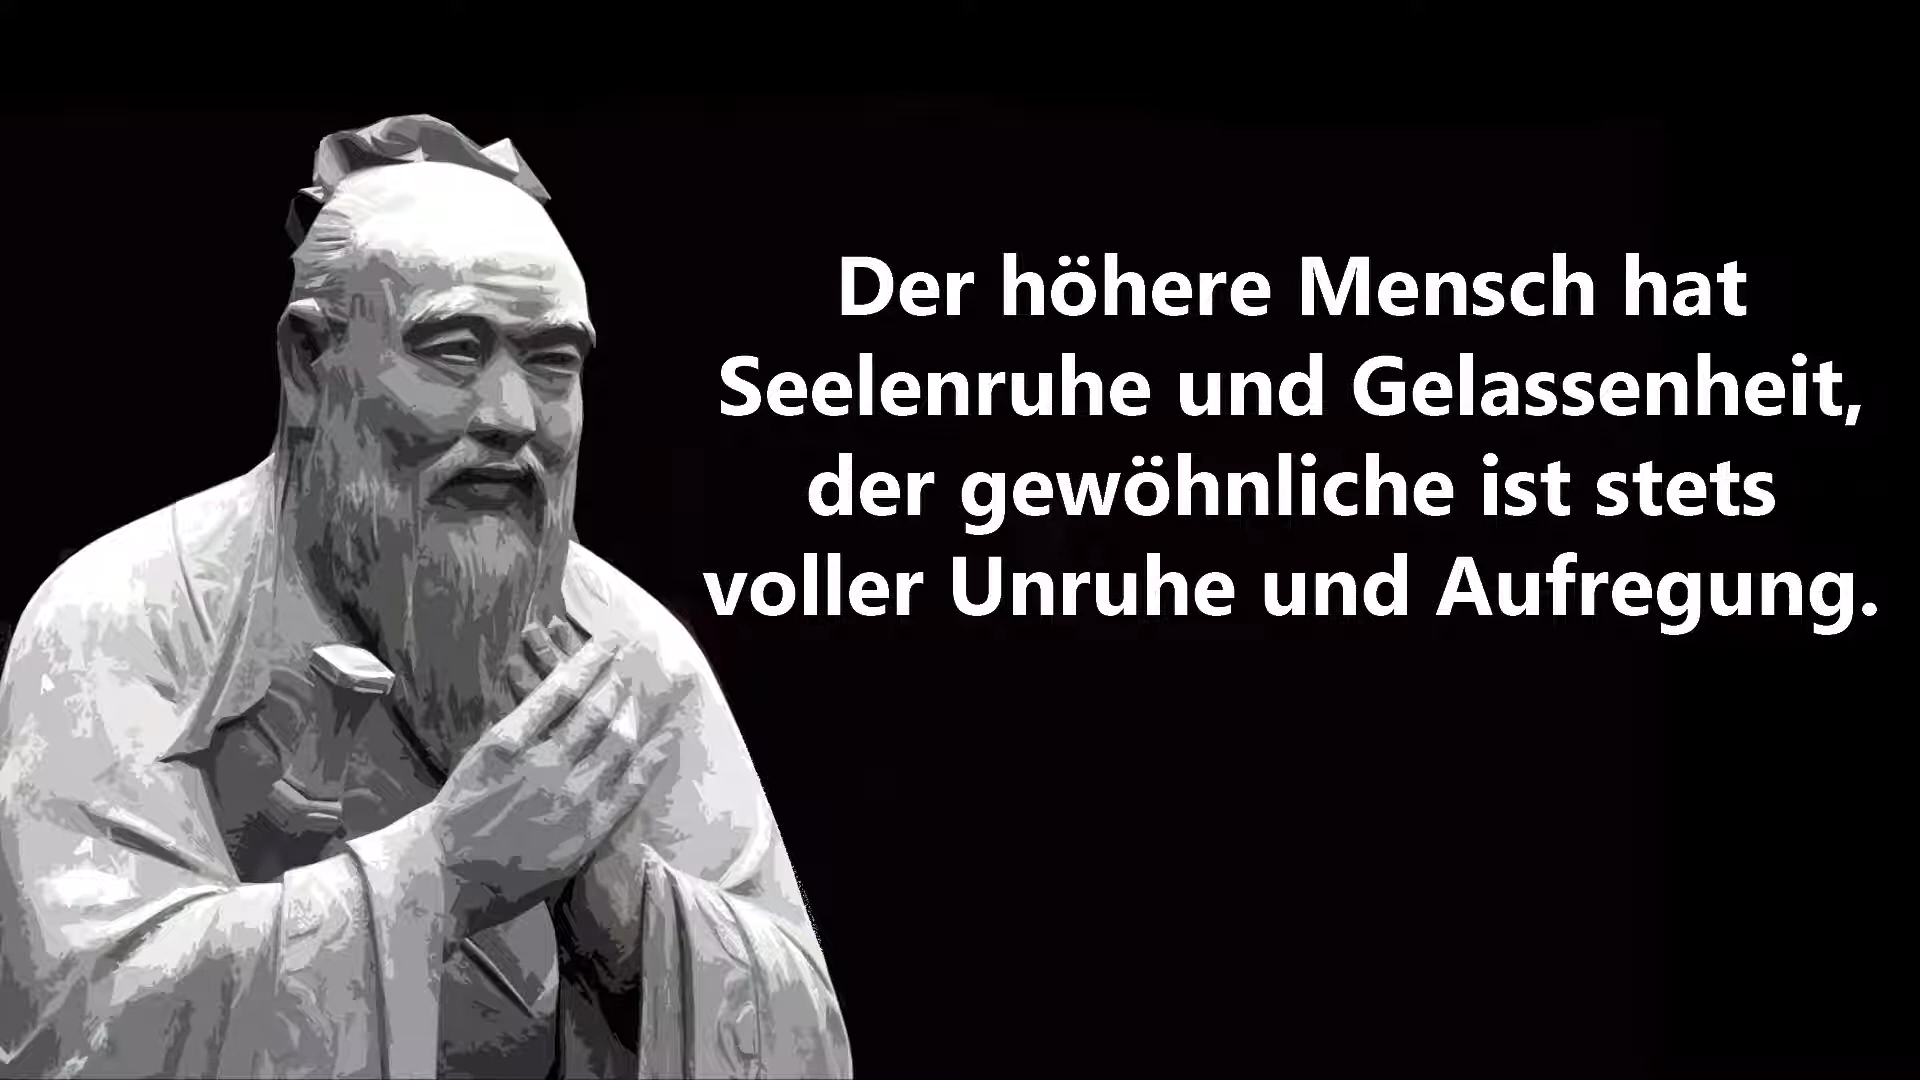 Der höhere Mensch hat
Seelenruhe und Gelassenheit,
der gewöhnliche ist stets
voller Unruhe und Aufregung.